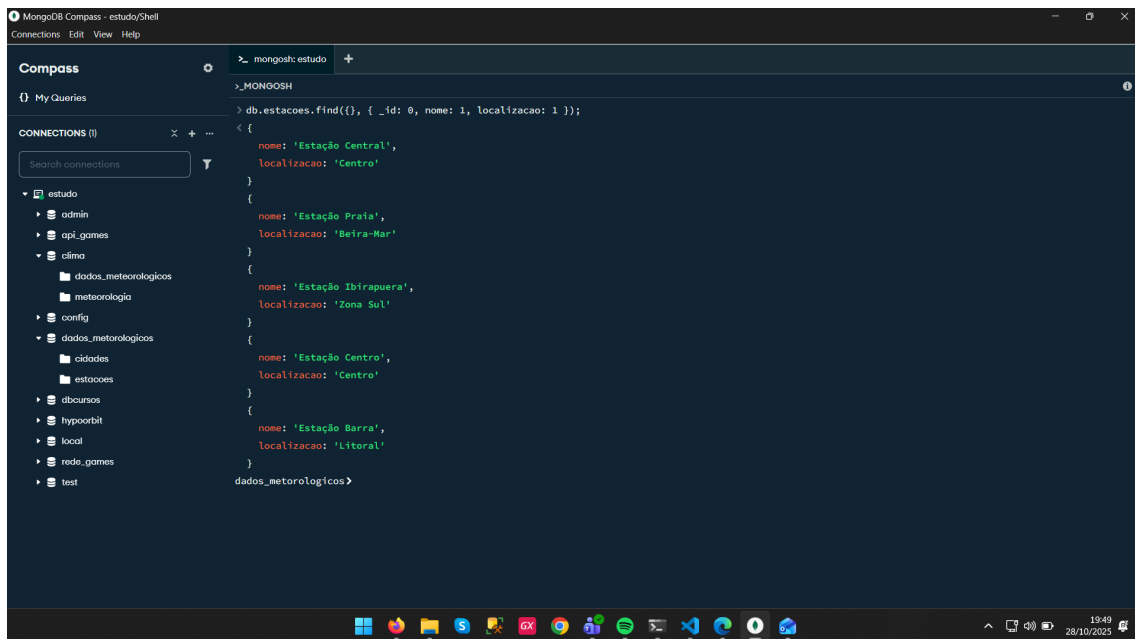 MongoDB Compass - estudo/Shell
Connections Edit View Help
Compass
{} My Queries
CONNECTIONS (1)
Search connections
estudo
admin
api_games
clima
dados_meteorologicos
meteorologia
config
dados_metorologicos
cidades
estacoes
dbcursos
hypoorbit
local
rede_games
test
>_ mongosh: estudo +
>_MONGOSH
> db.estacoes.find({}, { _id: 0, nome: 1, localizacao: 1 });
< {
nome: 'Estação Central',
localizacao: 'Centro'
}
{
nome: 'Estação Praia',
localizacao: 'Beira-Mar'
}
{
nome: 'Estação Ibirapuera',
localizacao: 'Zona Sul'
}
{
nome: 'Estação Centro',
localizacao: 'Centro'
}
{
nome: 'Estação Barra',
localizacao: 'Litoral'
}
dados_metorologicos>
GX
19:49
28/10/2025